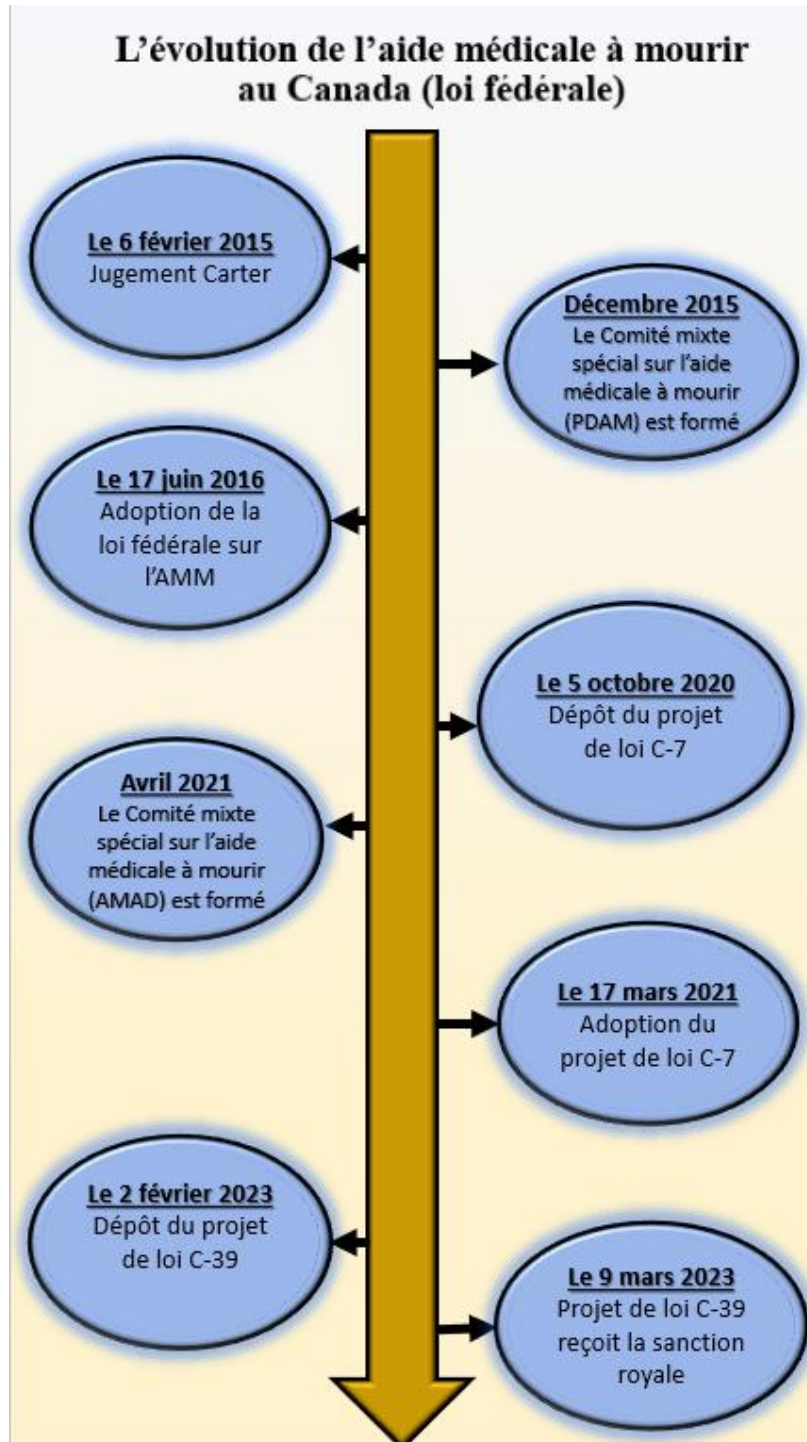 L'évolution de l'aide médicale à mourir
au Canada (loi fédérale)
Le 6 février 2015
Jugement Carter
Décembre 2015
Le Comité mixte
spécial sur l'aide
médicale à mourir
(PDAM) est formé
Le 17 juin 2016
Adoption de la
loi fédérale sur
l'AMM
Le 5 octobre 2020
Dépôt du projet
de loi C-7
Avril 2021
Le Comité mixte
spécial sur l'aide
médicale à mourir
(AMAD) est formé
Le 17 mars 2021
Adoption du
projet de loi C-7
Le 2 février 2023
Dépôt du projet
de loi C-39
Le 9 mars 2023
Projet de loi C-39
reçoit la sanction
royale